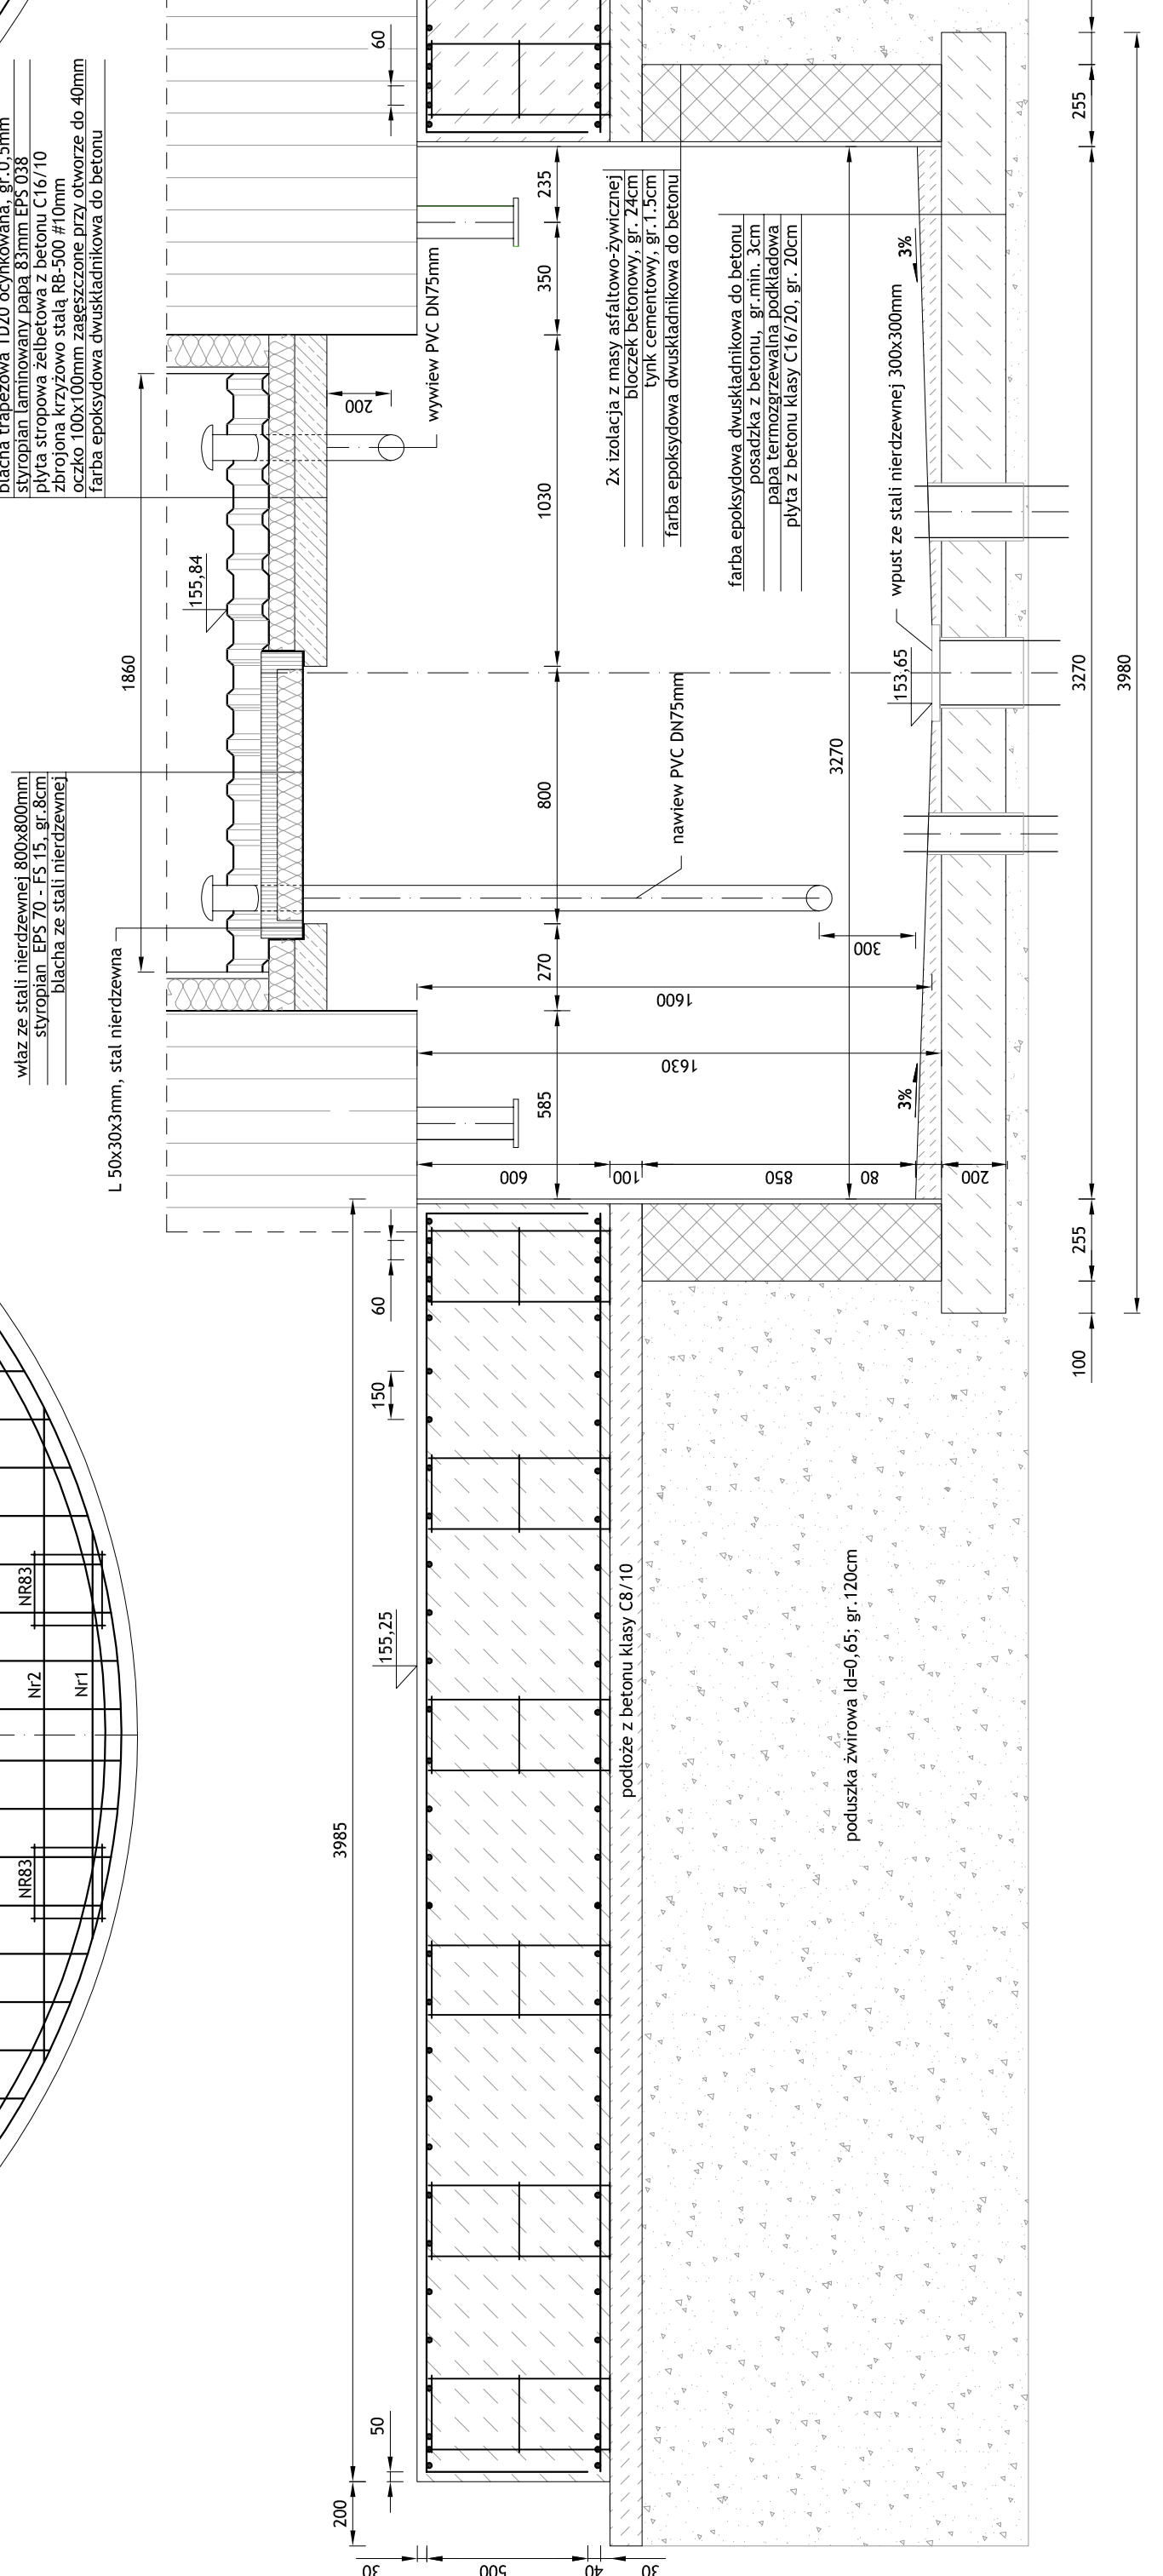 blacha trapezowa TD20 ocynkowana, gr.0,5mm
styropian laminowany papą 83mm EPS 038
płyta stropowa żelbetowa z betonu C16/10
zbrojona krzyżowo stalą RB-500 #10mm
oczko 100x100mm zagęszczone przy otworze do 40mm
farba epoksydowa dwuskładnikowa do betonu
właz ze stali nierdzewnej 800x800mm
styropian EPS 70 - FS 15, gr.8cm
blacha ze stali nierdzewnej
L 50x30x3mm, stal nierdzewna
1860
155,84
200
wywiew PVC DN75mm
60
235
350
1030
800
270
585
2x izolacja z masy asfaltowo-żywicznej
bloczek betonowy, gr. 24cm
tynk cementowy, gr.1.5cm
farba epoksydowa dwuskładnikowa do betonu
farba epoksydowa dwuskładnikowa do betonu
posadzka z betonu, gr.min. 3cm
papa termozgrzewalna podkładowa
płyta z betonu klasy C16/20, gr. 20cm
nawiew PVC DN75mm
3270
wpust ze stali nierdzewnej 300x300mm
153,65
3%
3%
300
1600
1630
600
100
850
80
200
255
3270
3980
255
100
NR83
Nr2
Nr1
NR83
3985
200
60
150
155,25
50
podłoże z betonu klasy C8/10
poduszka żwirowa Id=0,65; gr.120cm
30
500
40
30